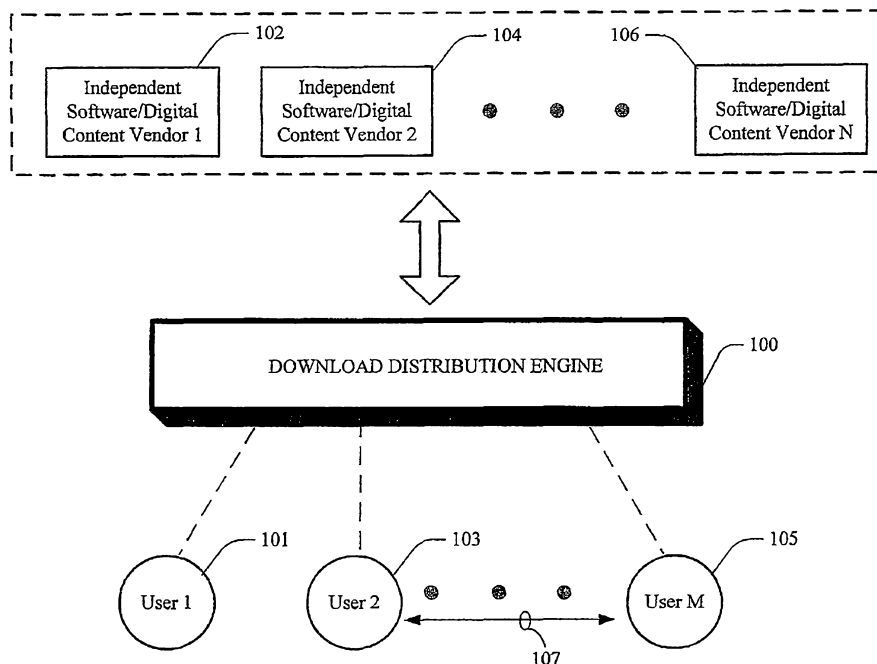 102
104
106
Independent
Software/Digital
Content Vendor 1
Independent
Software/Digital
Content Vendor 2
Independent
Software/Digital
Content Vendor N
DOWNLOAD DISTRIBUTION ENGINE
100
101
103
105
User 1
User 2
User M
107